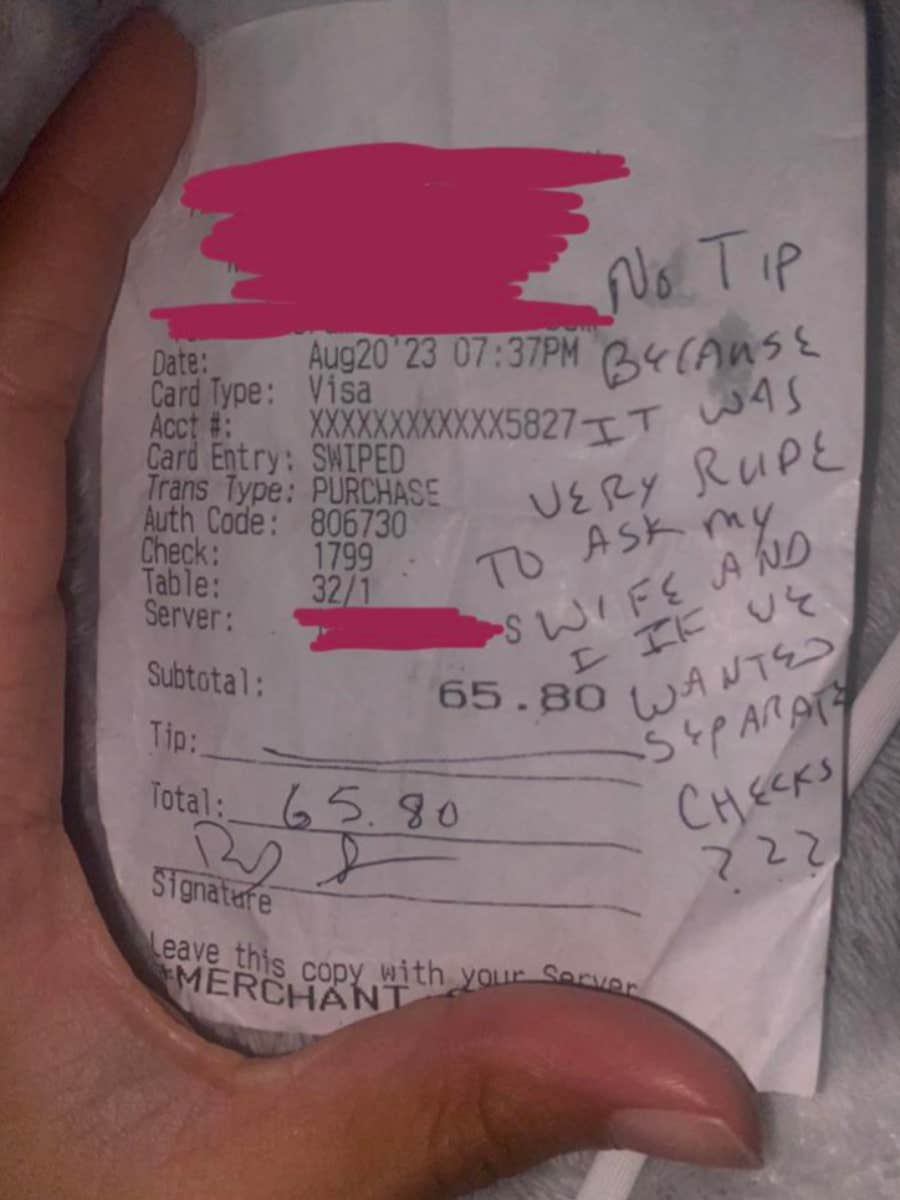 Date: Aug20'23 07:37PM
Card Type: Visa
Acct #: XXXXXXXXXXXX5827
Card Entry: SWIPED
Trans Type: PURCHASE
Auth Code: 806730
Check: 1799
Table: 32/1
Server: S
Subtotal: 65.80
Tip:
Total: 65.80
Signature
Leave this copy with your Server
*MERCHANT
No TIP
BECAUSE
IT WAS
VERY RUDE
TO ASK MY
WIFE AND
I IF WE
WANTED
SEPARATE
CHECKS
???